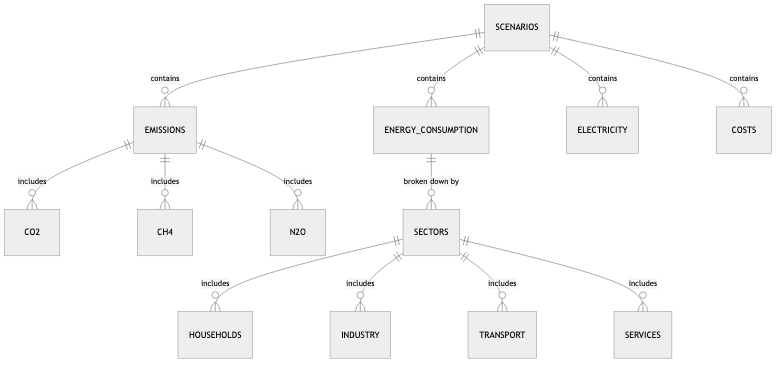 SCENARIOS
contains
contains
contains
contains
EMISSIONS
ENERGY_CONSUMPTION
ELECTRICITY
COSTS
includes
includes
includes
broken down by
CO2
CH4
N2O
SECTORS
includes
includes
includes
includes
HOUSEHOLDS
INDUSTRY
TRANSPORT
SERVICES